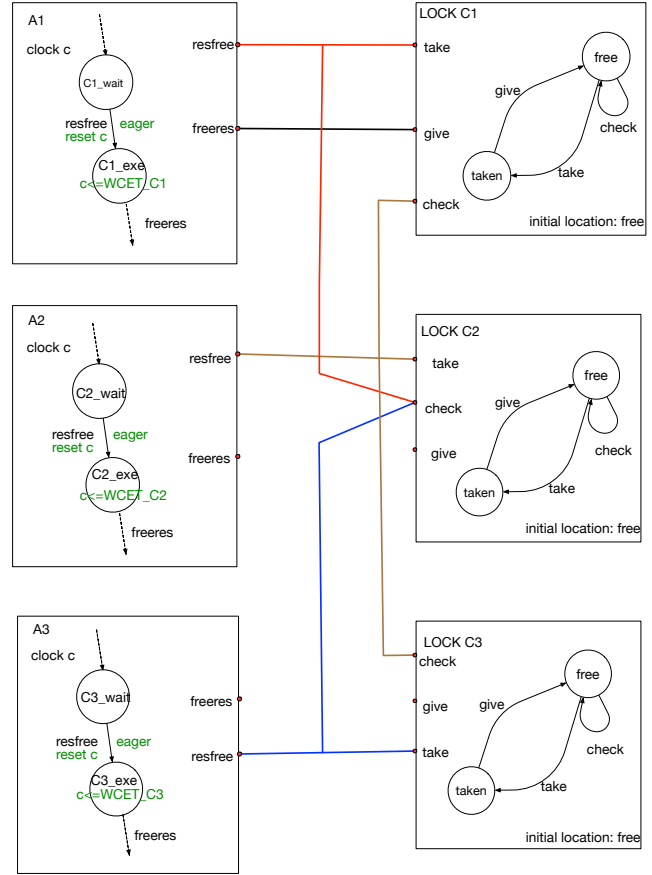 A1
clock c
C1_wait
resfree eager
reset c
C1_exe
c<=WCET_C1
freeres
resfree
freeres
LOCK C1
take
give
check
free
give
check
take
taken
initial location: free
A2
clock c
C2_wait
resfree eager
reset c
C2_exe
c<=WCET_C2
freeres
resfree
freeres
LOCK C2
take
check
give
free
give
check
take
taken
initial location: free
A3
clock c
C3_wait
resfree eager
reset c
C3_exe
c<=WCET_C3
freeres
freeres
resfree
LOCK C3
check
give
take
free
give
check
take
taken
initial location: free